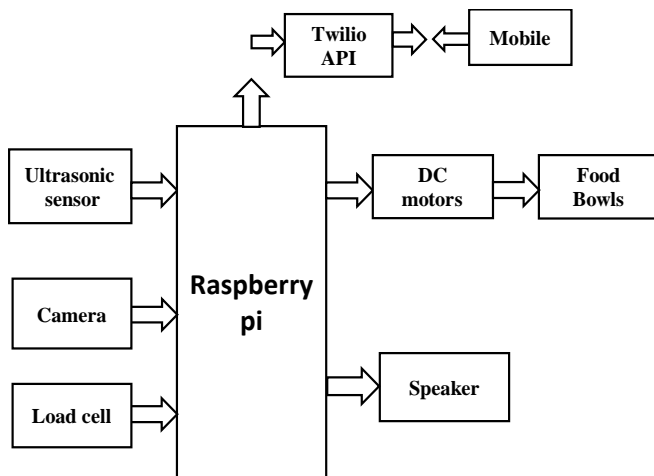 Twilio
API
Mobile
Ultrasonic
sensor
DC
motors
Food
Bowls
Raspberry
pi
Camera
Speaker
Load cell